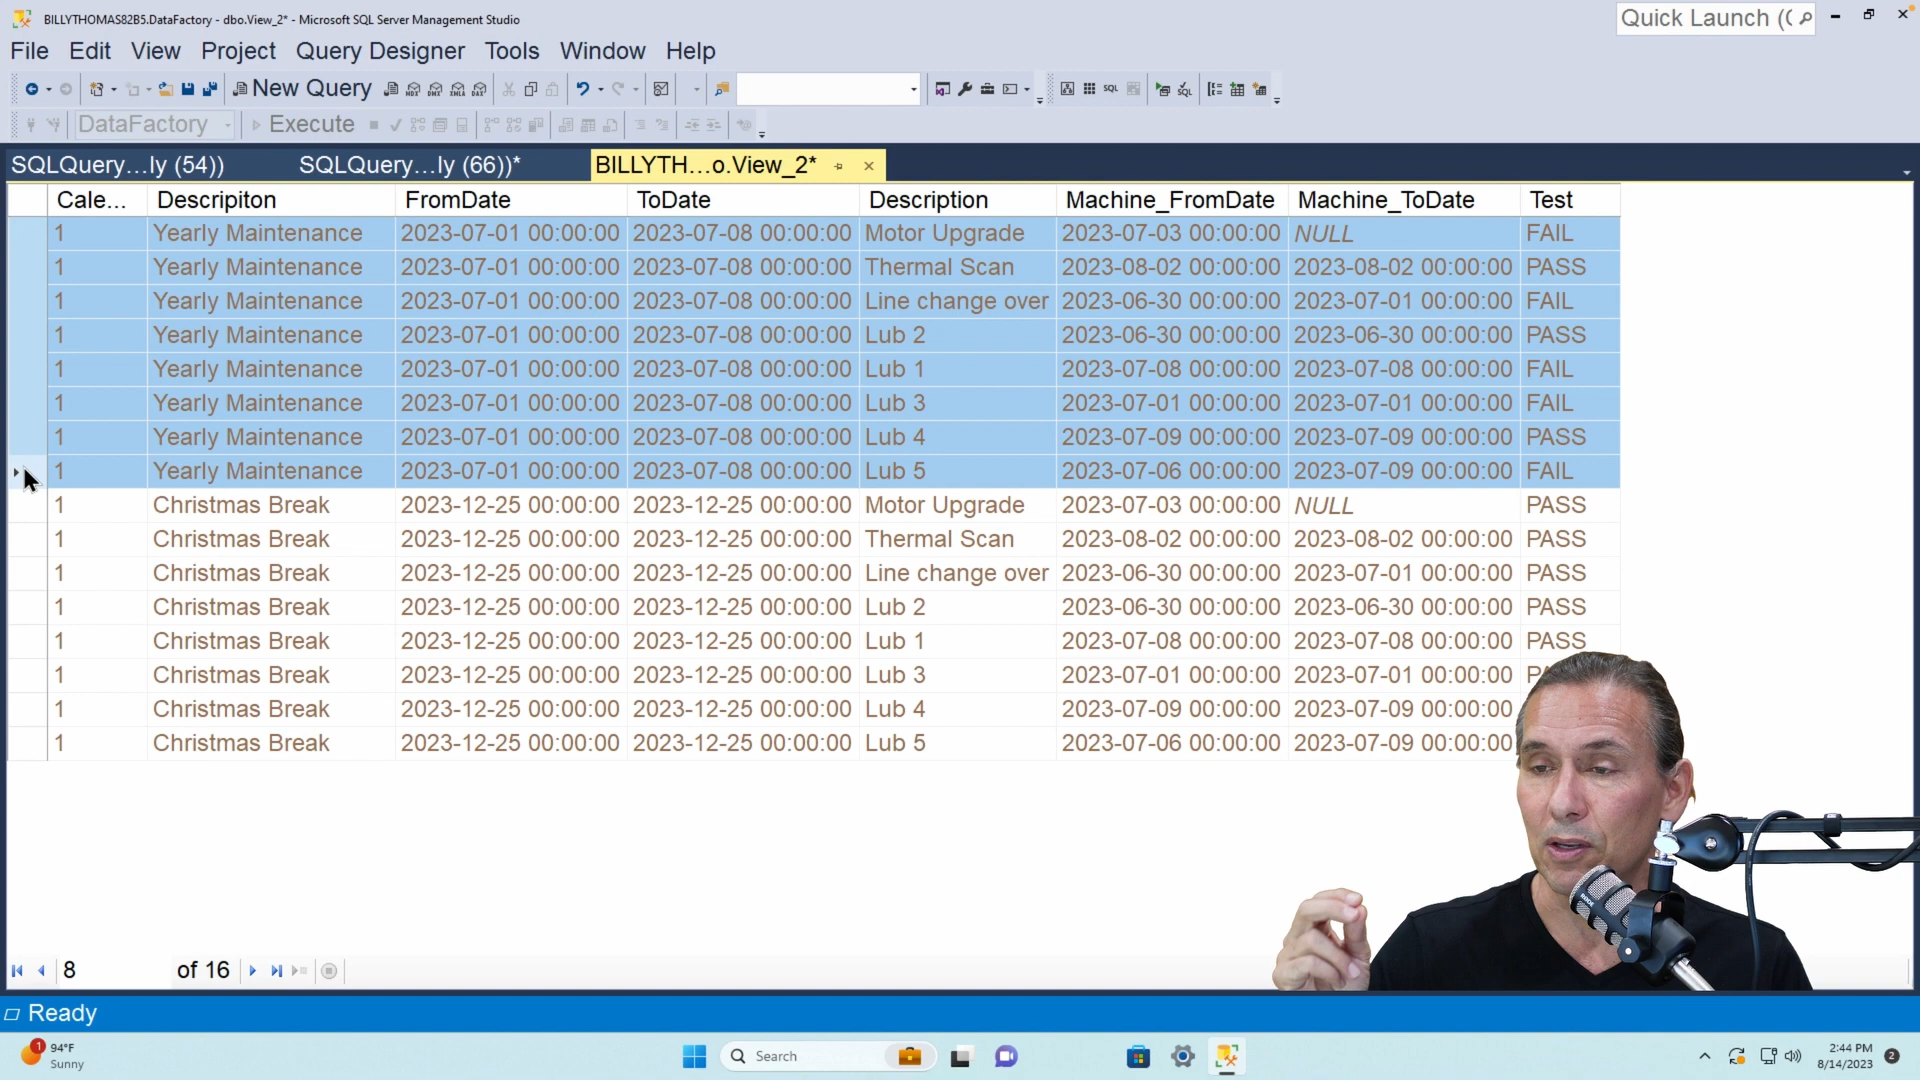 BILLYTHOMAS82B5.DataFactory - dbo.View_2* - Microsoft SQL Server Management Studio
Quick Launch (
File Edit View Project Query Designer Tools Window Help
New Query
DataFactory Execute
SQLQuery...ly (54)) SQLQuery...ly (66))* BILLYTH...o.View_2*
Cale... Descripiton FromDate ToDate Description Machine_FromDate Machine_ToDate Test
1 Yearly Maintenance 2023-07-01 00:00:00 2023-07-08 00:00:00 Motor Upgrade 2023-07-03 00:00:00 NULL FAIL
1 Yearly Maintenance 2023-07-01 00:00:00 2023-07-08 00:00:00 Thermal Scan 2023-08-02 00:00:00 2023-08-02 00:00:00 PASS
1 Yearly Maintenance 2023-07-01 00:00:00 2023-07-08 00:00:00 Line change over 2023-06-30 00:00:00 2023-07-01 00:00:00 FAIL
1 Yearly Maintenance 2023-07-01 00:00:00 2023-07-08 00:00:00 Lub 2 2023-06-30 00:00:00 2023-06-30 00:00:00 PASS
1 Yearly Maintenance 2023-07-01 00:00:00 2023-07-08 00:00:00 Lub 1 2023-07-08 00:00:00 2023-07-08 00:00:00 FAIL
1 Yearly Maintenance 2023-07-01 00:00:00 2023-07-08 00:00:00 Lub 3 2023-07-01 00:00:00 2023-07-01 00:00:00 FAIL
1 Yearly Maintenance 2023-07-01 00:00:00 2023-07-08 00:00:00 Lub 4 2023-07-09 00:00:00 2023-07-09 00:00:00 PASS
1 Yearly Maintenance 2023-07-01 00:00:00 2023-07-08 00:00:00 Lub 5 2023-07-06 00:00:00 2023-07-09 00:00:00 FAIL
1 Christmas Break 2023-12-25 00:00:00 2023-12-25 00:00:00 Motor Upgrade 2023-07-03 00:00:00 NULL PASS
1 Christmas Break 2023-12-25 00:00:00 2023-12-25 00:00:00 Thermal Scan 2023-08-02 00:00:00 2023-08-02 00:00:00 PASS
1 Christmas Break 2023-12-25 00:00:00 2023-12-25 00:00:00 Line change over 2023-06-30 00:00:00 2023-07-01 00:00:00 PASS
1 Christmas Break 2023-12-25 00:00:00 2023-12-25 00:00:00 Lub 2 2023-06-30 00:00:00 2023-06-30 00:00:00 PASS
1 Christmas Break 2023-12-25 00:00:00 2023-12-25 00:00:00 Lub 1 2023-07-08 00:00:00 2023-07-08 00:00:00 PASS
1 Christmas Break 2023-12-25 00:00:00 2023-12-25 00:00:00 Lub 3 2023-07-01 00:00:00 2023-07-01 00:00:00
1 Christmas Break 2023-12-25 00:00:00 2023-12-25 00:00:00 Lub 4 2023-07-09 00:00:00 2023-07-09 00:00:00
1 Christmas Break 2023-12-25 00:00:00 2023-12-25 00:00:00 Lub 5 2023-07-06 00:00:00 2023-07-09 00:00:00
8 of 16
Ready
1 94°F
Sunny
Search
2:44 PM
8/14/2023
2